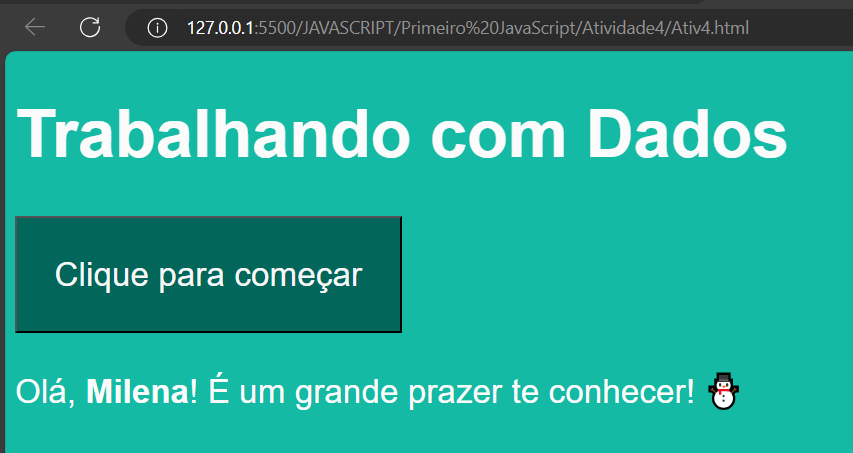 127.0.0.1:5500/JAVASCRIPT/Primeiro%20JavaScript/Atividade4/Ativ4.html
Trabalhando com Dados
Clique para começar
Olá, Milena! É um grande prazer te conhecer! ⛄